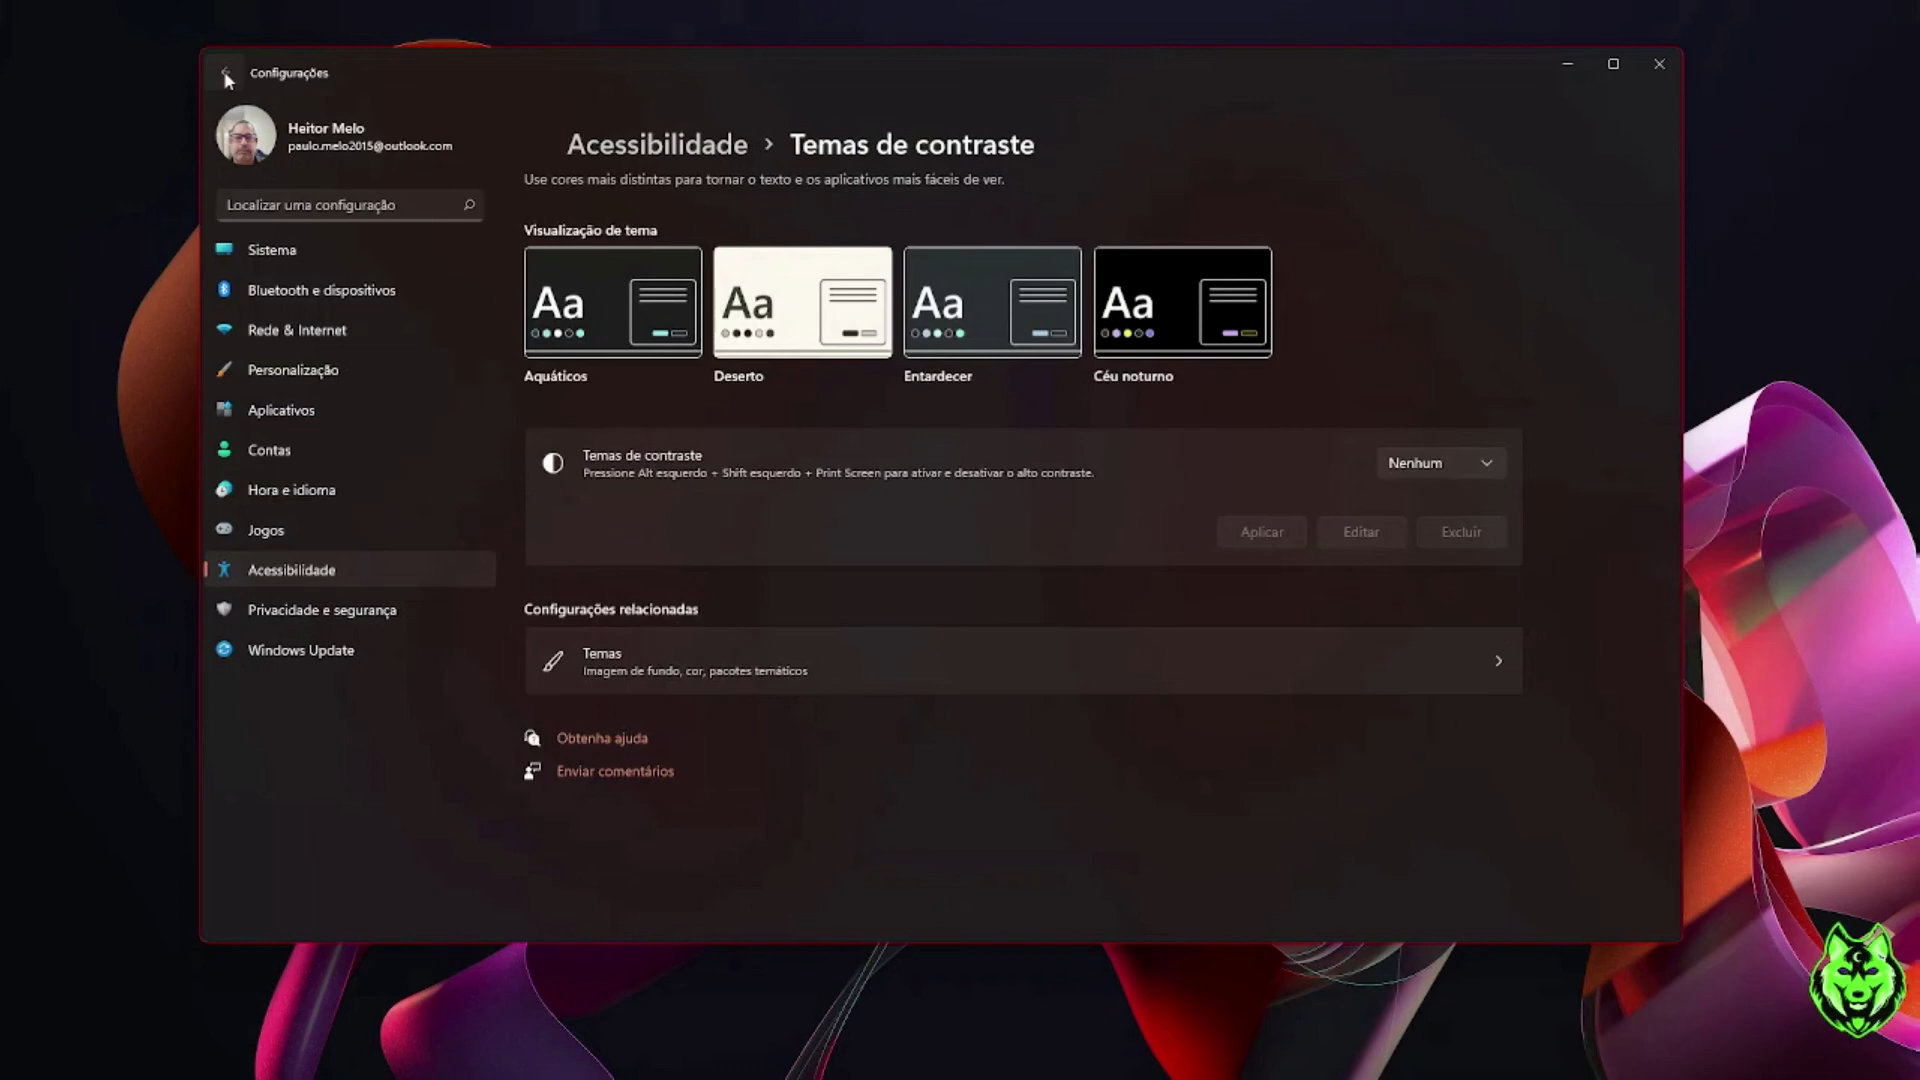 Configurações
Heitor Melo
paulo.melo2015@outlook.com
Localizar uma configuração
Sistema
Bluetooth e dispositivos
Rede & Internet
Personalização
Aplicativos
Contas
Hora e idioma
Jogos
Acessibilidade
Privacidade e segurança
Windows Update
Acessibilidade > Temas de contraste
Use cores mais distintas para tornar o texto e os aplicativos mais fáceis de ver.
Visualização de tema
Aa Aa Aa Aa
Aquáticos Deserto Entardecer Céu noturno
Temas de contraste
Pressione Alt esquerdo + Shift esquerdo + Print Screen para ativar e desativar o alto contraste.
Nenhum
Aplicar Editar Excluir
Configurações relacionadas
Temas
Imagem de fundo, cor, pacotes temáticos
Obtenha ajuda
Enviar comentários